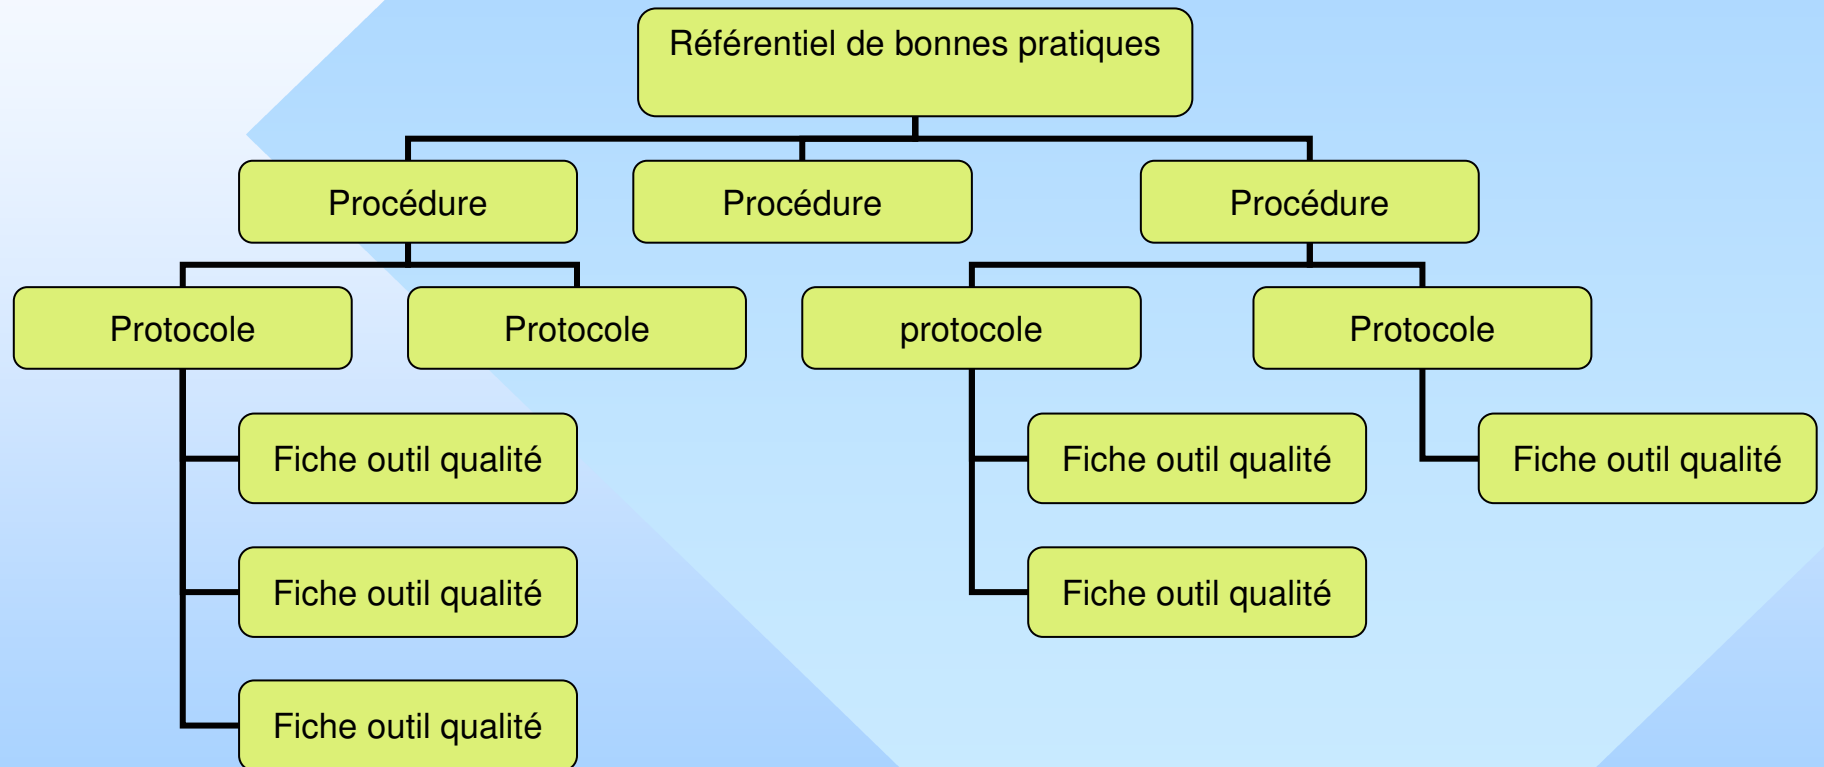 Référentiel de bonnes pratiques
Procédure
Procédure
Procédure
Protocole
Protocole
protocole
Protocole
Fiche outil qualité
Fiche outil qualité
Fiche outil qualité
Fiche outil qualité
Fiche outil qualité
Fiche outil qualité